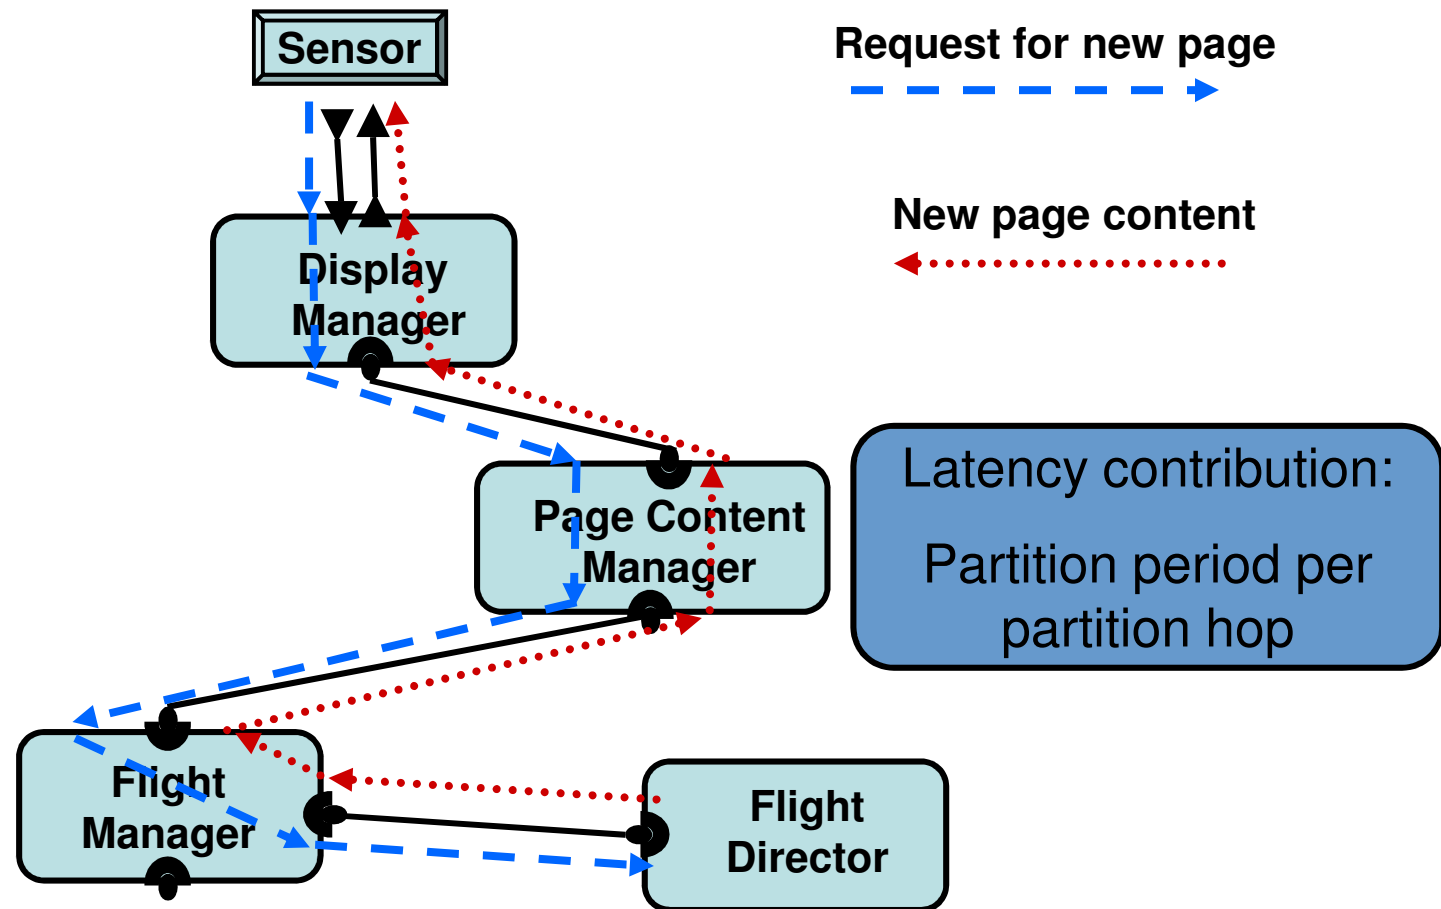 Sensor
Request for new page
New page content
Display
Manager
Page Content
Manager
Latency contribution:
Partition period per
partition hop
Flight
Manager
Flight
Director